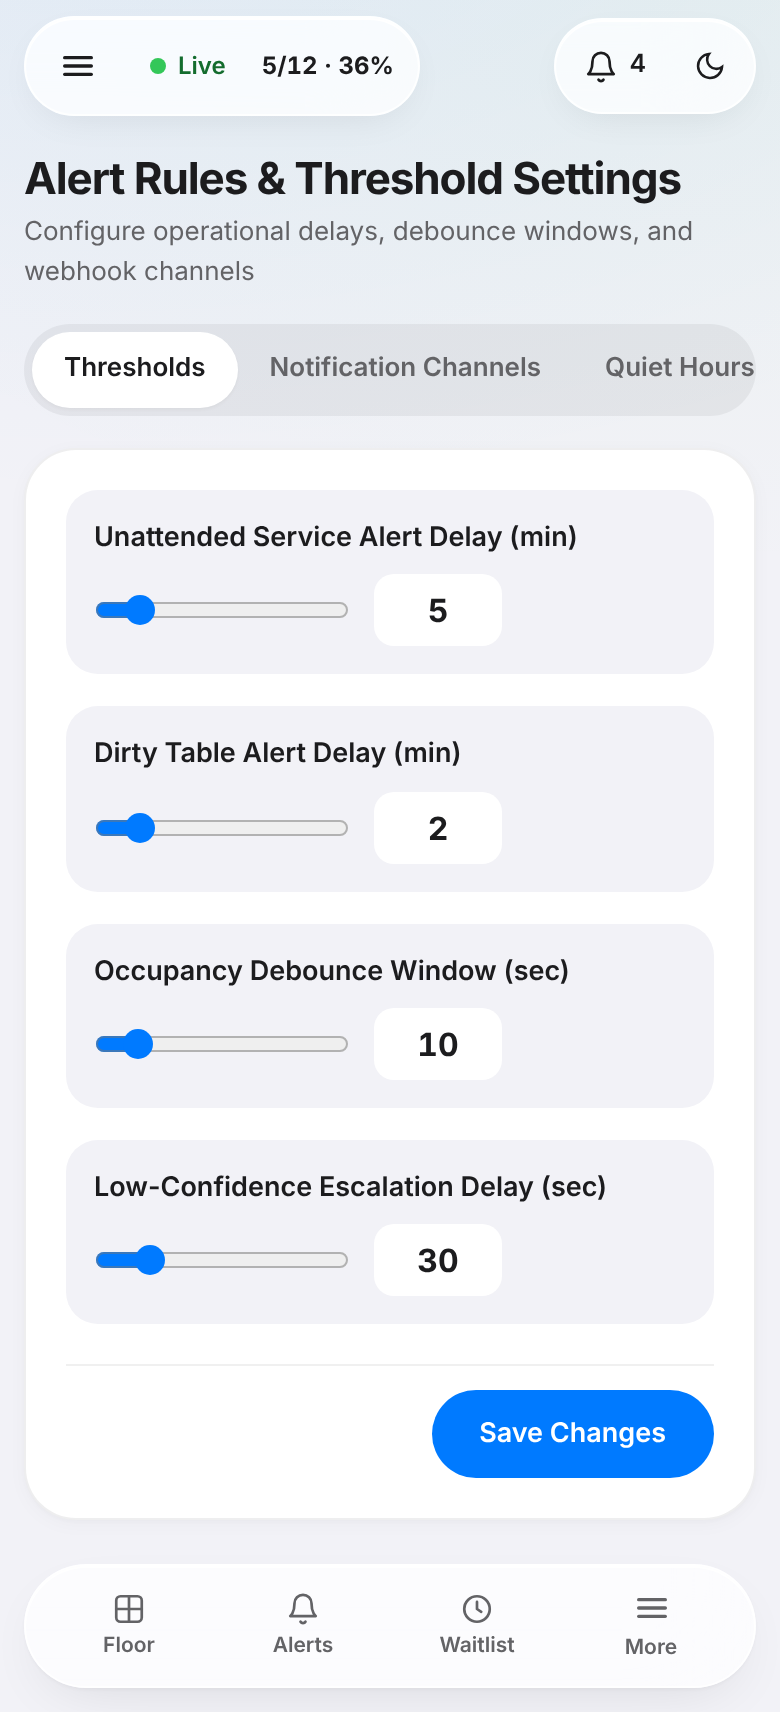 Live 5/12 · 36% 4
Alert Rules & Threshold Settings
Configure operational delays, debounce windows, and
webhook channels
Thresholds Notification Channels Quiet Hours
Unattended Service Alert Delay (min)
5
Dirty Table Alert Delay (min)
2
Occupancy Debounce Window (sec)
10
Low-Confidence Escalation Delay (sec)
30
Save Changes
Floor Alerts Waitlist More